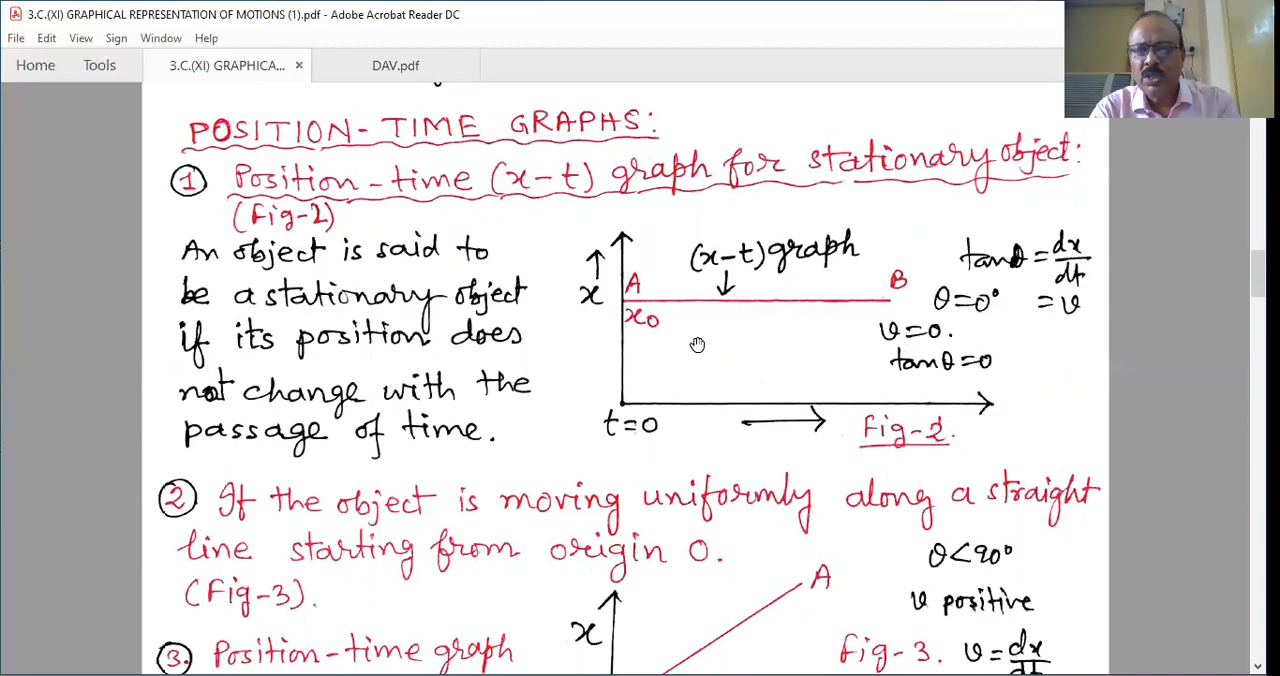 3.C.(XI) GRAPHICAL REPRESENTATION OF MOTIONS (1).pdf - Adobe Acrobat Reader DC
File Edit View Sign Window Help
Home Tools 3.C.(XI) GRAPHICA... × DAV.pdf
POSITION-TIME GRAPHS:
① Position-time (x-t) graph for stationary object:
(Fig-2)
An object is said to
be a stationary object
if its position does
not change with the
passage of time.
(x-t) graph
x
A
B
x0
t=0
Fig-2.
tanθ = dx/dt
θ=0° = v
v=0.
tanθ=0
② If the object is moving uniformly along a straight
line starting from origin O.
(Fig-3).
θ<90°
v positive
A
x
③. Position-time graph
Fig-3. v=dx/dt